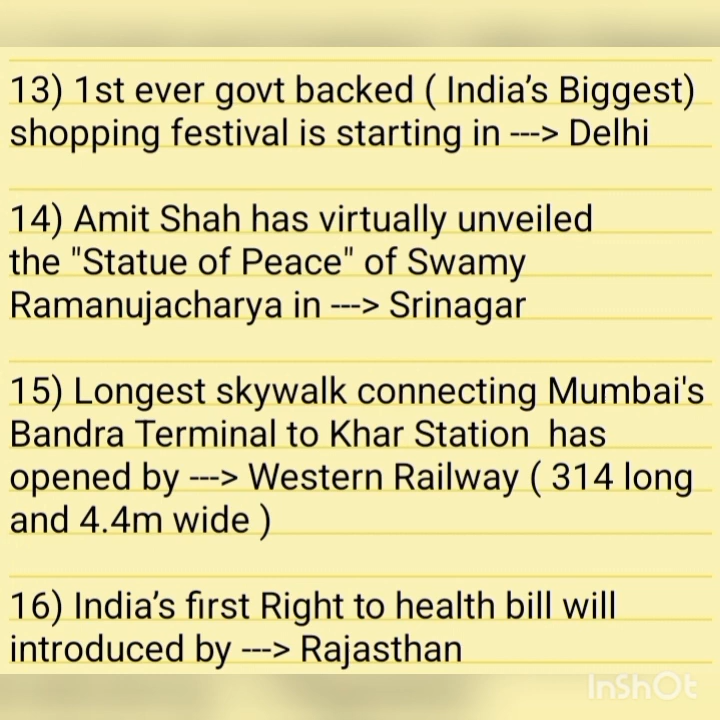 13) 1st ever govt backed ( India's Biggest)
shopping festival is starting in ---> Delhi
14) Amit Shah has virtually unveiled
the "Statue of Peace" of Swamy
Ramanujacharya in ---> Srinagar
15) Longest skywalk connecting Mumbai's
Bandra Terminal to Khar Station  has
opened by ---> Western Railway ( 314 long
and 4.4m wide )
16) India's first Right to health bill will
introduced by ---> Rajasthan
InShOt